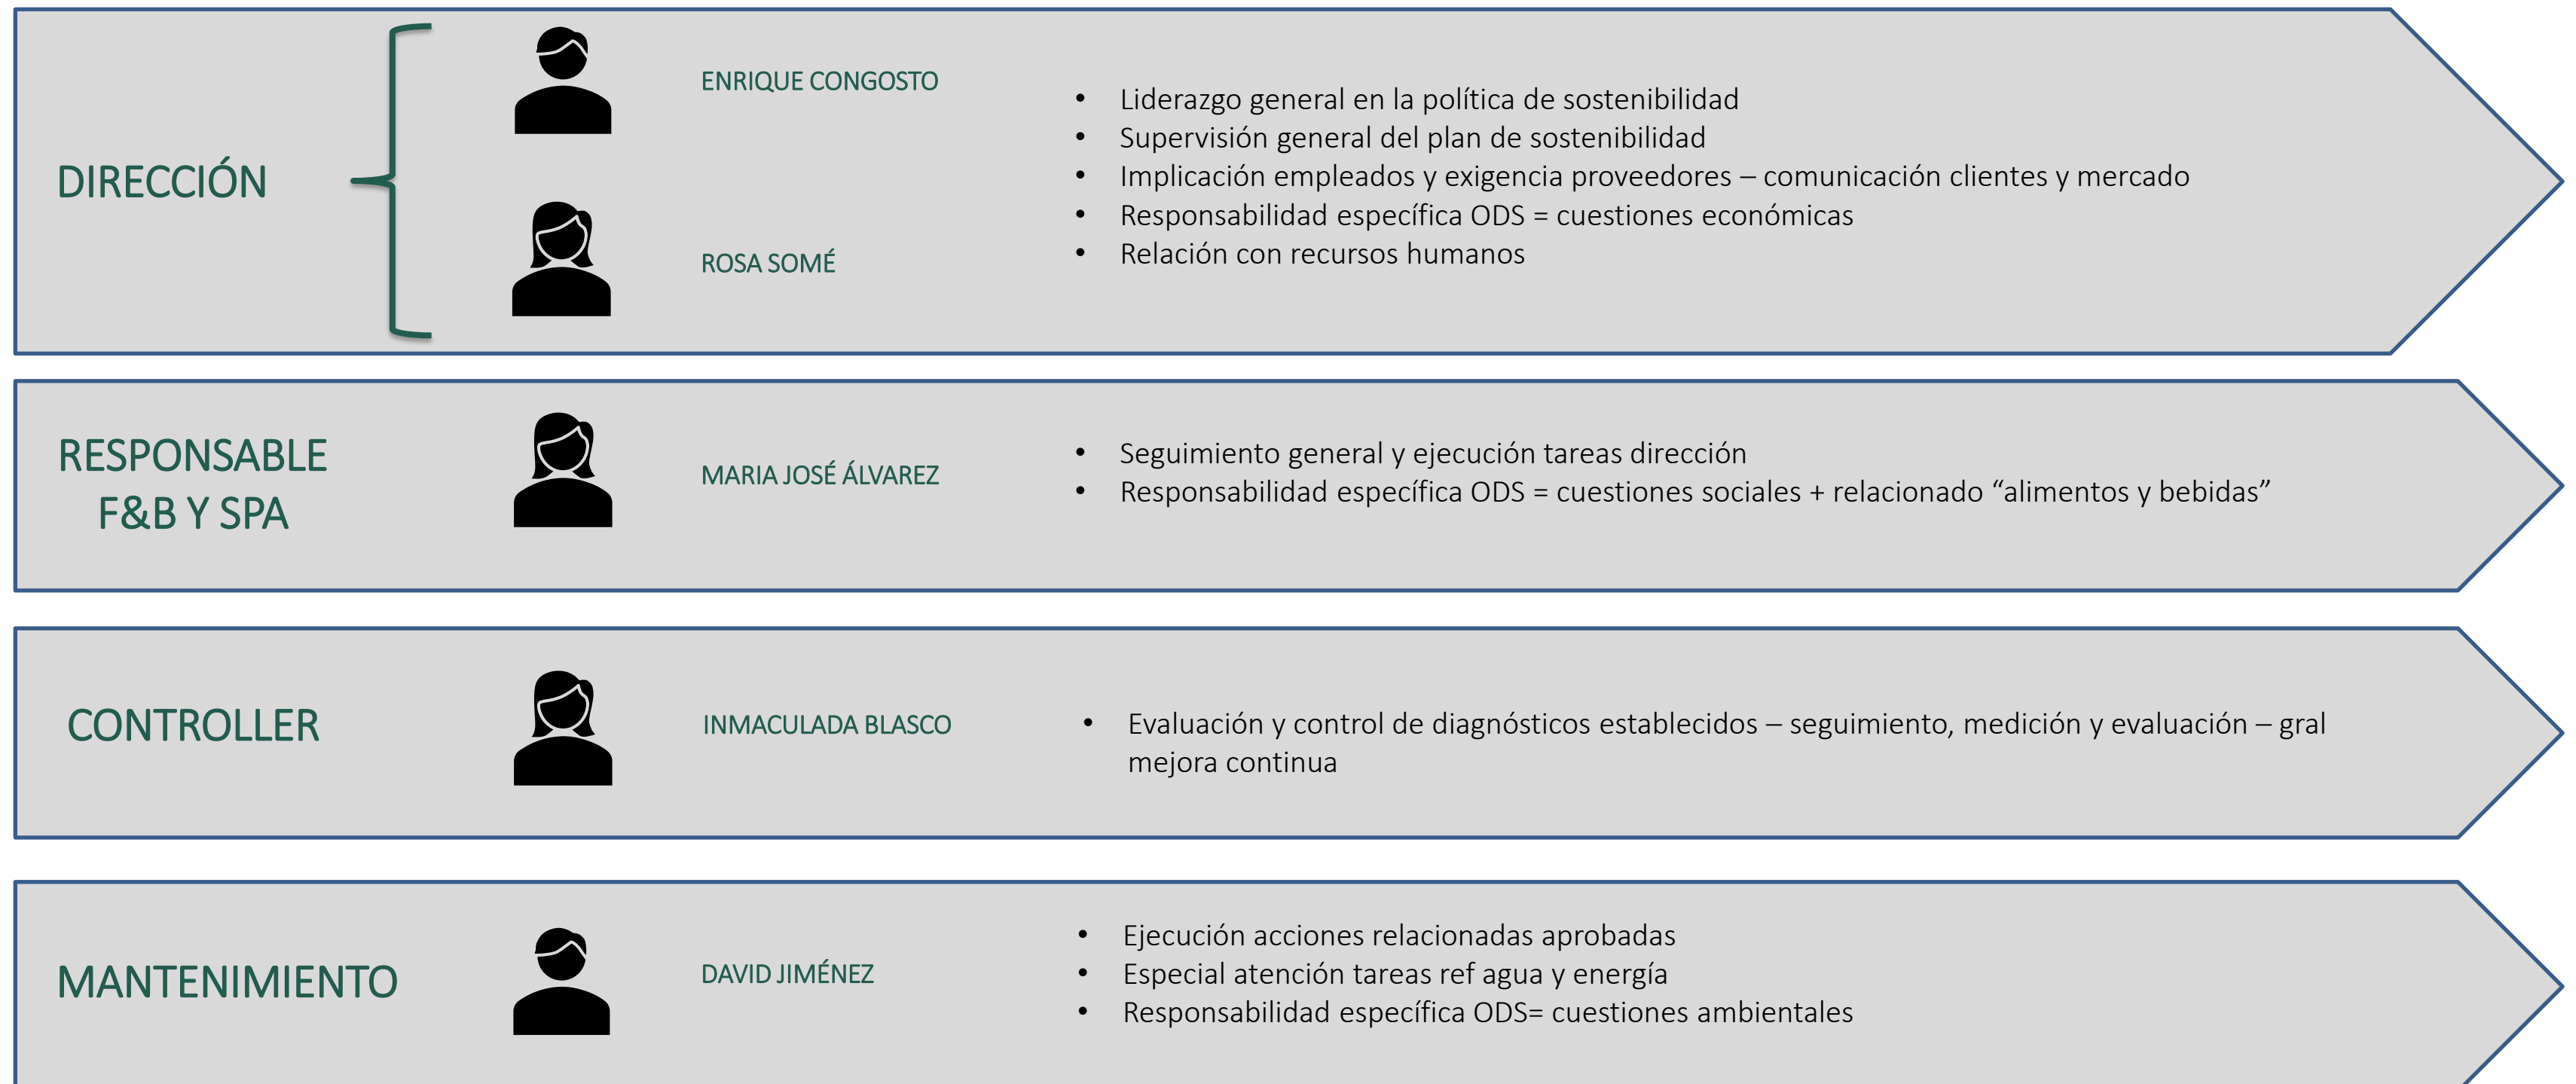 DIRECCIÓN
ENRIQUE CONGOSTO
ROSA SOMÉ
• Liderazgo general en la política de sostenibilidad
• Supervisión general del plan de sostenibilidad
• Implicación empleados y exigencia proveedores – comunicación clientes y mercado
• Responsabilidad específica ODS = cuestiones económicas
• Relación con recursos humanos
RESPONSABLE
F&B Y SPA
MARIA JOSÉ ÁLVAREZ
• Seguimiento general y ejecución tareas dirección
• Responsabilidad específica ODS = cuestiones sociales + relacionado “alimentos y bebidas”
CONTROLLER
INMACULADA BLASCO
• Evaluación y control de diagnósticos establecidos – seguimiento, medición y evaluación – gral
mejora continua
MANTENIMIENTO
DAVID JIMÉNEZ
• Ejecución acciones relacionadas aprobadas
• Especial atención tareas ref agua y energía
• Responsabilidad específica ODS= cuestiones ambientales